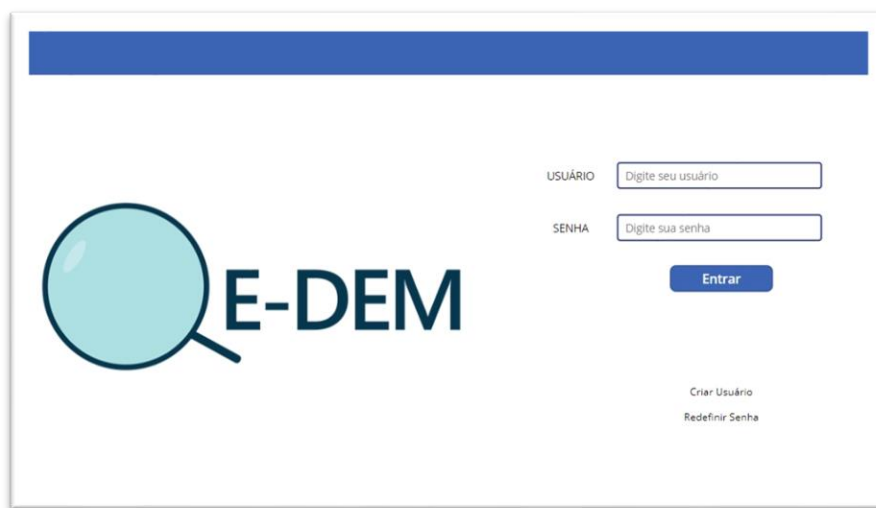 USUÁRIO Digite seu usuário
SENHA Digite sua senha
Entrar
E-DEM
Criar Usuário
Redefinir Senha